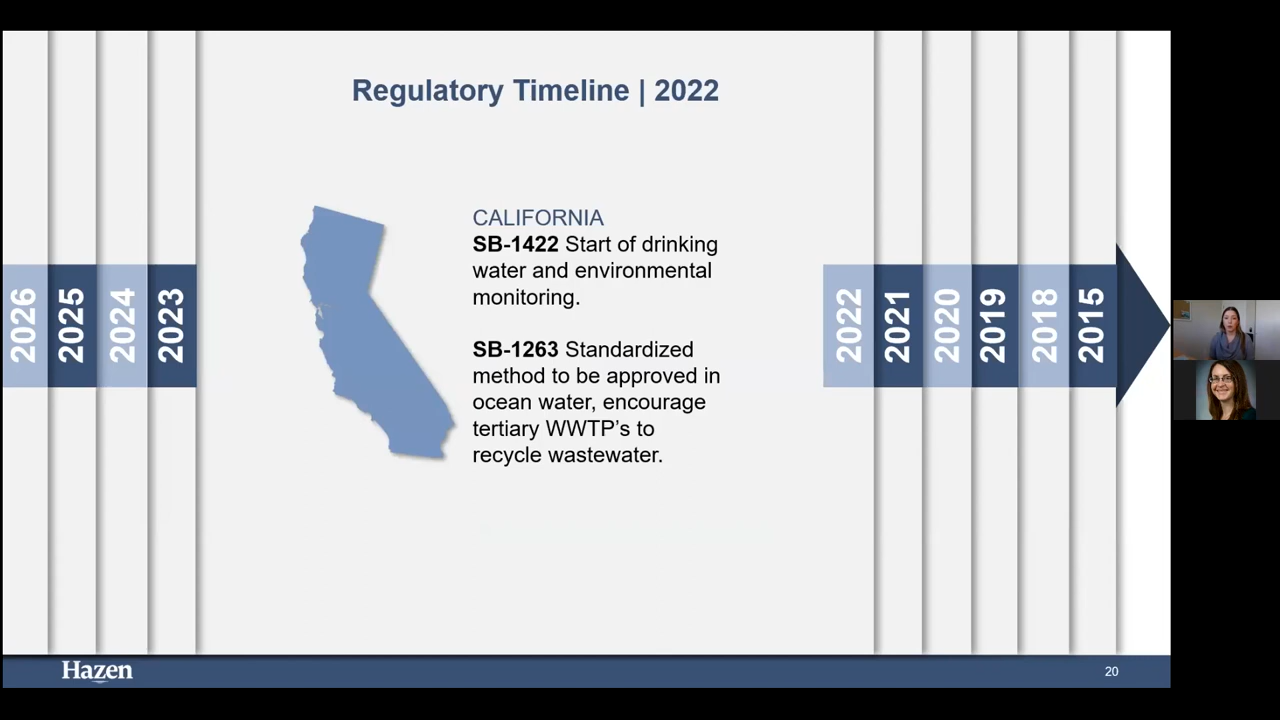 Regulatory Timeline | 2022
CALIFORNIA
SB-1422 Start of drinking
water and environmental
monitoring.
SB-1263 Standardized
method to be approved in
ocean water, encourage
tertiary WWTP's to
recycle wastewater.
2026
2025
2024
2023
2022
2021
2020
2019
2018
2015
Hazen
20